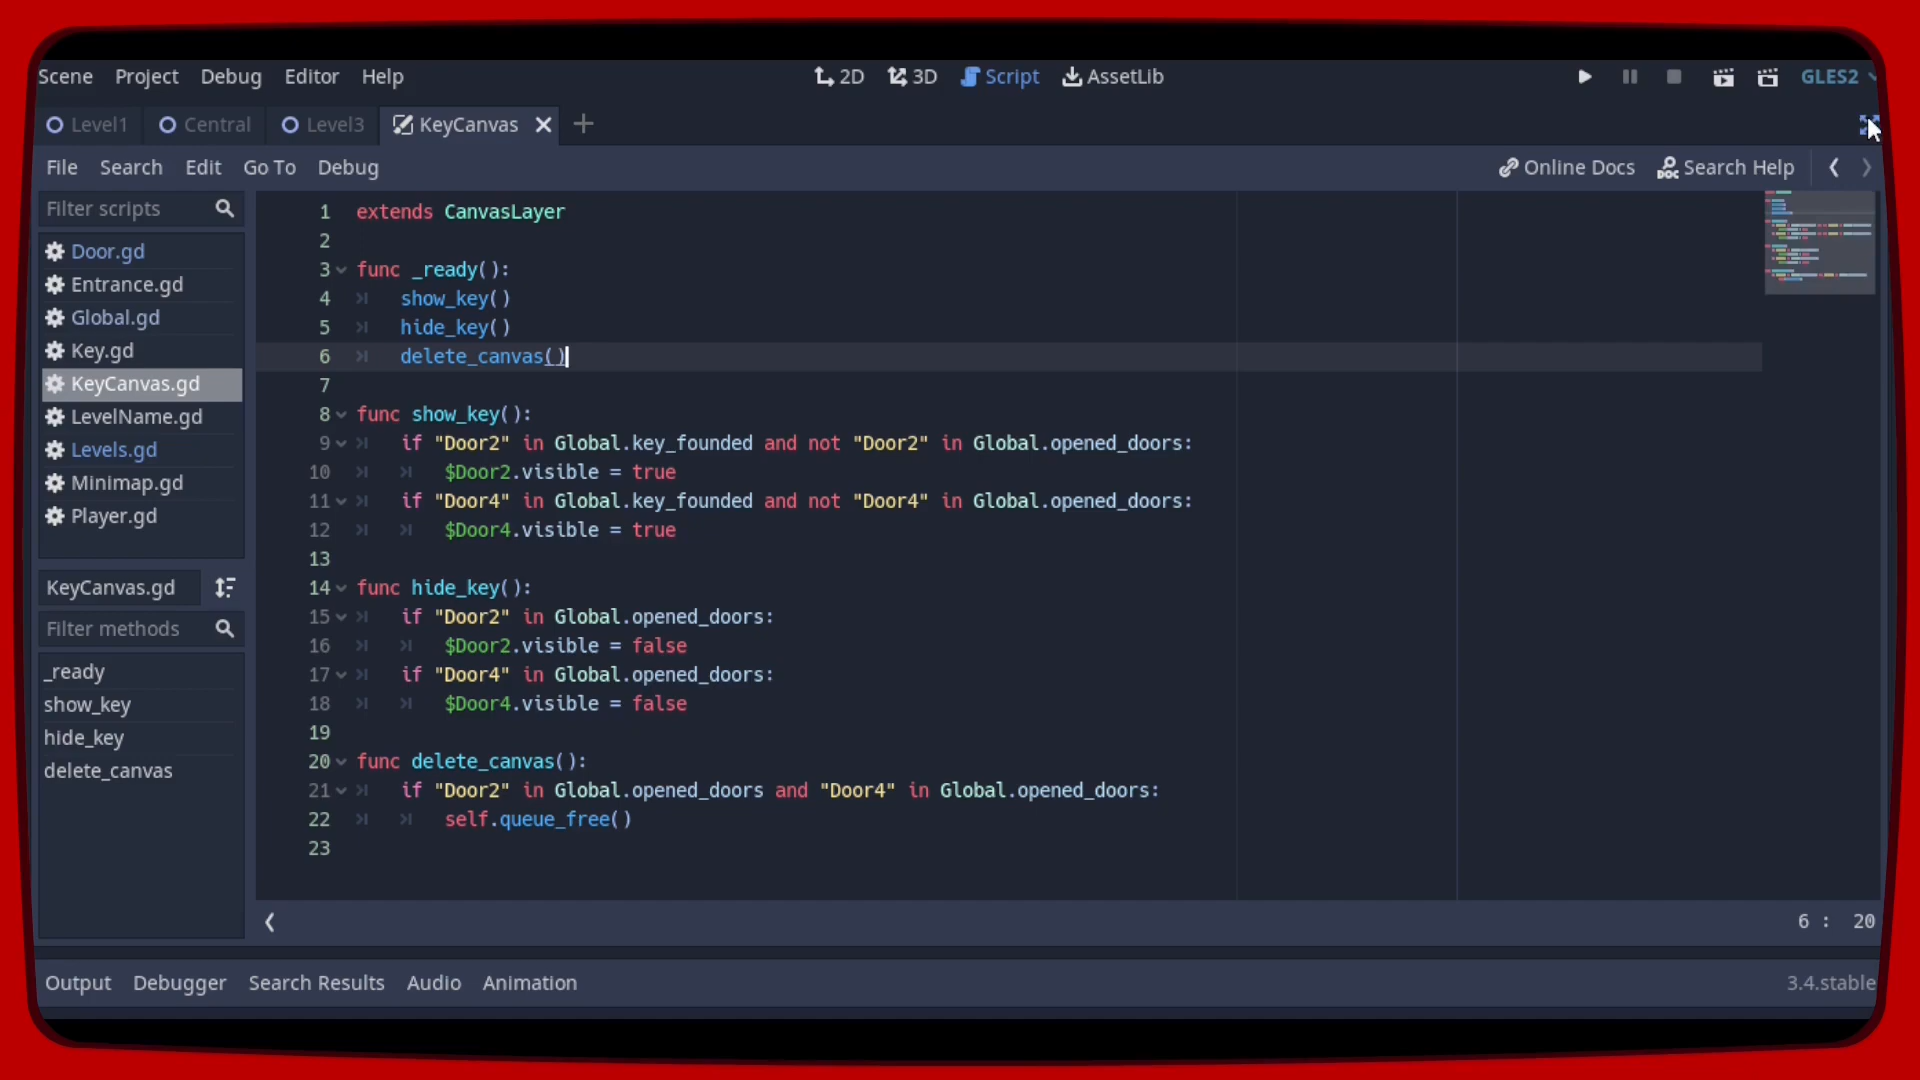 Scene Project Debug Editor Help 2D 3D Script AssetLib GLES2
Level1 Central Level3 KeyCanvas
File Search Edit Go To Debug Online Docs Search Help
Filter scripts
Door.gd
Entrance.gd
Global.gd
Key.gd
KeyCanvas.gd
LevelName.gd
Levels.gd
Minimap.gd
Player.gd
KeyCanvas.gd
Filter methods
_ready
show_key
hide_key
delete_canvas
1 extends CanvasLayer
2
3 func _ready():
4 show_key()
5 hide_key()
6 delete_canvas()
7
8 func show_key():
9 if "Door2" in Global.key_founded and not "Door2" in Global.opened_doors:
10 $Door2.visible = true
11 if "Door4" in Global.key_founded and not "Door4" in Global.opened_doors:
12 $Door4.visible = true
13
14 func hide_key():
15 if "Door2" in Global.opened_doors:
16 $Door2.visible = false
17 if "Door4" in Global.opened_doors:
18 $Door4.visible = false
19
20 func delete_canvas():
21 if "Door2" in Global.opened_doors and "Door4" in Global.opened_doors:
22 self.queue_free()
23
6 : 20
Output Debugger Search Results Audio Animation 3.4.stable